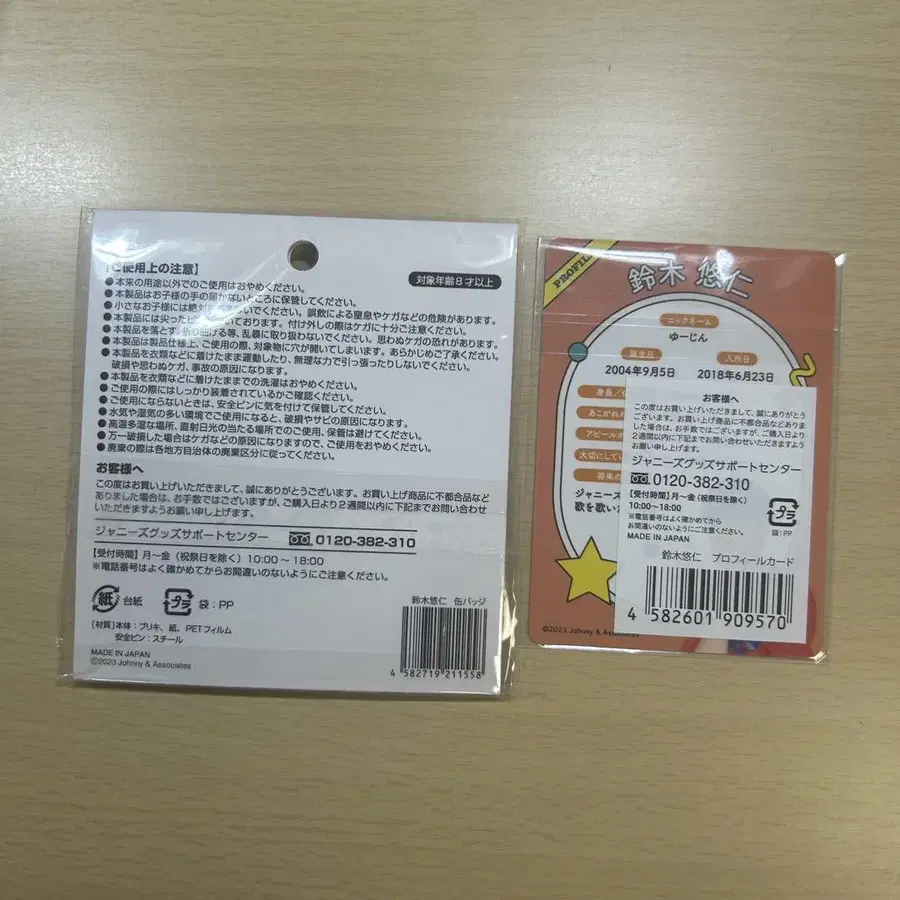 【ご使用上の注意】
対象年齢8才以上
●本来の用途以外でのご使用はおやめください。
●本製品はお子様の手の届かないところに保管してください。
●小さなお子様には絶対に
ないでください。誤飲による窒息やケガなどの危険があります。
●本製品には尖った
ております。付け外しの際はケガに十分ご注意ください。
●本製品を落とす、折り曲げる等、乱暴に取り扱わないでください。思わぬケガの恐れがあります。
●本製品は製品仕様上、ご使用の際、対象物に穴が開いてしまいます。あらかじめご了承ください。
●本製品を衣類などに着けたまま運動したり、無理な力で引っ張ったりしないでください。
破損や思わぬケガ、事故の原因になります。
●本製品を衣類などに着けたままでの洗濯はおやめください。
●ご使用の際にはしっかり装着されているかご確認ください。
●ご使用にならないときは、安全ピンに気を付けて保管してください。
●水気や湿気の多い環境でご使用になると、破損やサビの原因になります。
●高温多湿な場所、直射日光の当たる場所でのご使用、保管は避けてください。
●万一破損した場合はケガなどの原因になりますので、ご使用をおやめください。
●廃棄の際は各地方自治体の廃棄区分に従ってください。
お客様へ
この度はお買い上げいただきまして、誠にありがとうございます。お買い上げ商品に不都合品など
ありました場合は、お手数ではございますが、ご購入日より2週間以内に下記までお問い合わせ
いただきますようお願い申し上げます。
ジャニーズグッズサポートセンター 0120-382-310
【受付時間】月〜金（祝祭日を除く）10:00〜18:00
※電話番号はよく確かめてからお間違いのないようにご注意ください。
紙 台紙 プラ 袋：PP
鈴木悠仁 缶バッジ
【材質】本体：ブリキ、紙、PETフィルム
安全ピン：スチール
MADE IN JAPAN
©2023 Johnny & Associates
4 582719 211558
PROFIL
鈴木 悠仁
ニックネーム
ゆーじん
誕生日 入所日
2004年9月5日 2018年6月23日
身長／
あこがれの
アピール
大切にしてい
将来の
ジャニーズ
歌を歌い
©2023 Johnny & Associates
お客様へ
この度はお買い上げいただきまして、誠にありがとう
ございます。お買い上げ商品に不都合品などありま
した場合は、お手数ではございますが、ご購入日より
2週間以内に下記までお問い合わせいただきますよう
お願い申し上げます。
ジャニーズグッズサポートセンター
0120-382-310
【受付時間】月〜金（祝祭日を除く）
10:00〜18:00
※電話番号はよく確かめてから
お間違いのないようにご注意ください。
MADE IN JAPAN
プラ
袋：PP
鈴木悠仁 プロフィールカード
4 582601 909570